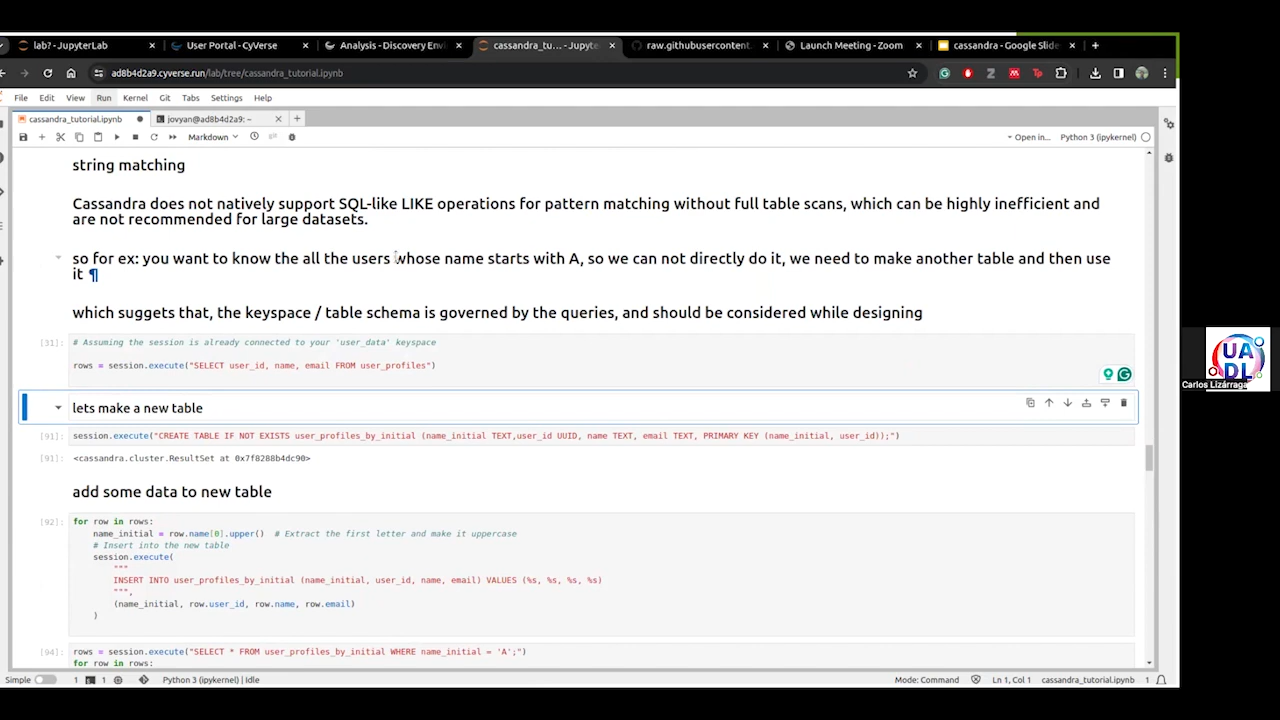 lab? - JupyterLab
User Portal - CyVerse
Analysis - Discovery Envi
cassandra_tu... - Jupyte
raw.githubusercontent.
Launch Meeting - Zoom
cassandra - Google Slide
ad8b4d2a9.cyverse.run/lab/tree/cassandra_tutorial.ipynb
File Edit View Run Kernel Git Tabs Settings Help
cassandra_tutorial.ipynb
jovyan@ad8b4d2a9: ~
Markdown
Open in... Python 3 (ipykernel)
string matching
Cassandra does not natively support SQL-like LIKE operations for pattern matching without full table scans, which can be highly inefficient and
are not recommended for large datasets.
so for ex: you want to know the all the users whose name starts with A, so we can not directly do it, we need to make another table and then use
it ¶
which suggests that, the keyspace / table schema is governed by the queries, and should be considered while designing
[31]: # Assuming the session is already connected to your 'user_data' keyspace
rows = session.execute("SELECT user_id, name, email FROM user_profiles")
lets make a new table
[91]: session.execute("CREATE TABLE IF NOT EXISTS user_profiles_by_initial (name_initial TEXT,user_id UUID, name TEXT, email TEXT, PRIMARY KEY (name_initial, user_id));")
[91]: <cassandra.cluster.ResultSet at 0x7f8288b4dc90>
add some data to new table
[92]: for row in rows:
name_initial = row.name[0].upper() # Extract the first letter and make it uppercase
# Insert into the new table
session.execute(
"""
INSERT INTO user_profiles_by_initial (name_initial, user_id, name, email) VALUES (%s, %s, %s, %s)
""",
(name_initial, row.user_id, row.name, row.email)
)
[94]: rows = session.execute("SELECT * FROM user_profiles_by_initial WHERE name_initial = 'A';")
for row in rows:
Simple 1 1 Python 3 (ipykernel) | Idle Mode: Command Ln 1, Col 1 cassandra_tutorial.ipynb 1
UA
DL
Carlos Lizárraga